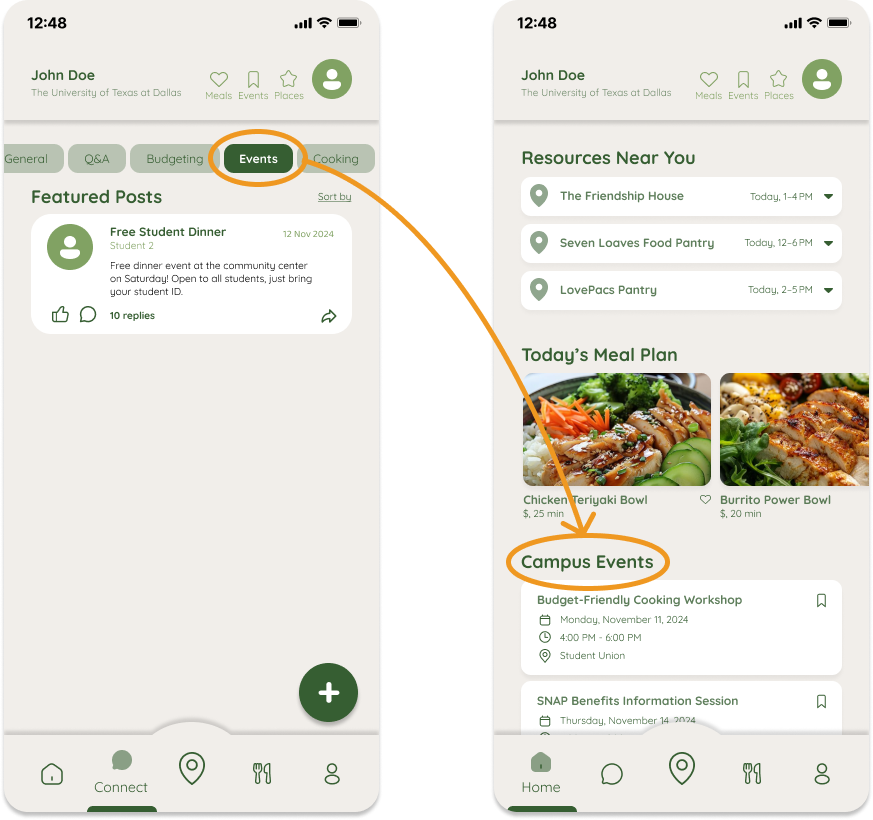 12:48
John Doe
The University of Texas at Dallas
Meals Events Places
General Q&A Budgeting Events Cooking
Featured Posts
Sort by
Free Student Dinner
12 Nov 2024
Student 2
Free dinner event at the community center
on Saturday! Open to all students, just bring
your student ID.
10 replies
Connect
12:48
John Doe
The University of Texas at Dallas
Meals Events Places
Resources Near You
The Friendship House
Today, 1–4 PM
Seven Loaves Food Pantry
Today, 12–6 PM
LovePacs Pantry
Today, 2–5 PM
Today’s Meal Plan
Chicken Teriyaki Bowl
$, 25 min
Burrito Power Bowl
$, 20 min
Campus Events
Budget-Friendly Cooking Workshop
Monday, November 11, 2024
4:00 PM - 6:00 PM
Student Union
SNAP Benefits Information Session
Thursday, November 14, 2024
Home